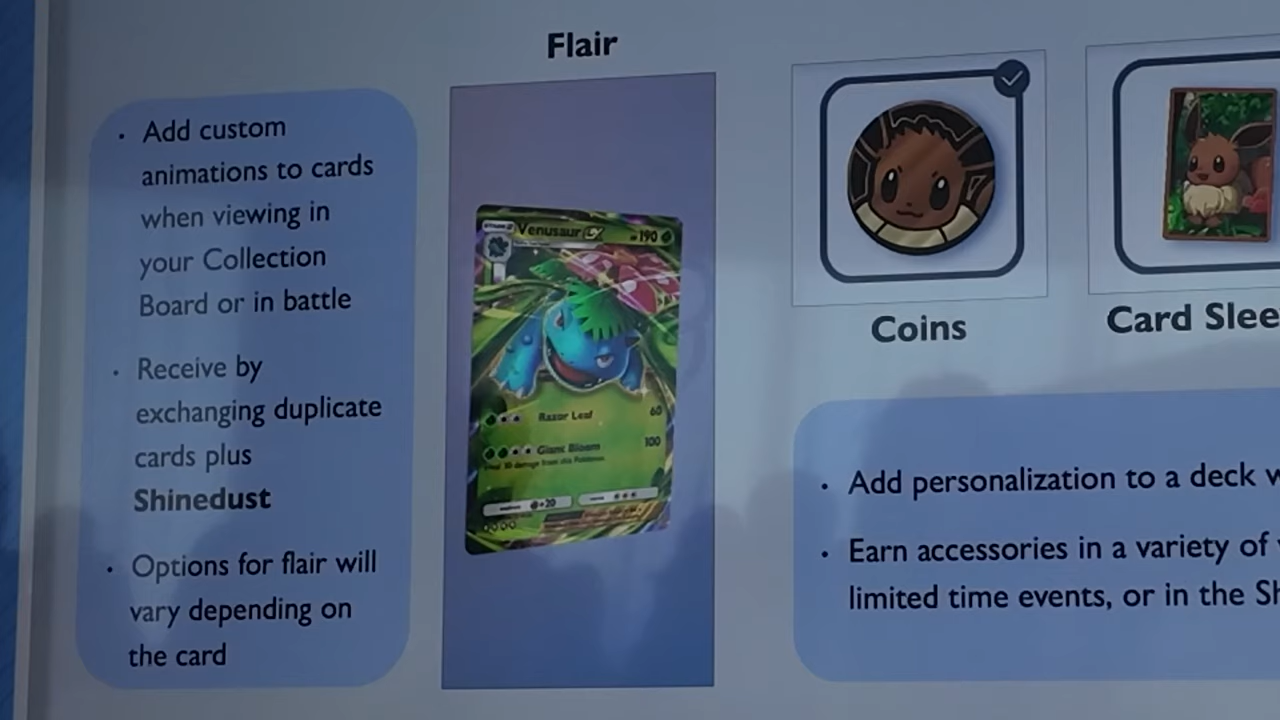 Flair
• Add custom
animations to cards
when viewing in
your Collection
Board or in battle
• Receive by
exchanging duplicate
cards plus
Shinedust
• Options for flair will
vary depending on
the card
Venusaur ex
190
Razor Leaf 60
Giant Bloom 100
+20
Coins
Card Slee
• Add personalization to a deck w
• Earn accessories in a variety of
limited time events, or in the Sh